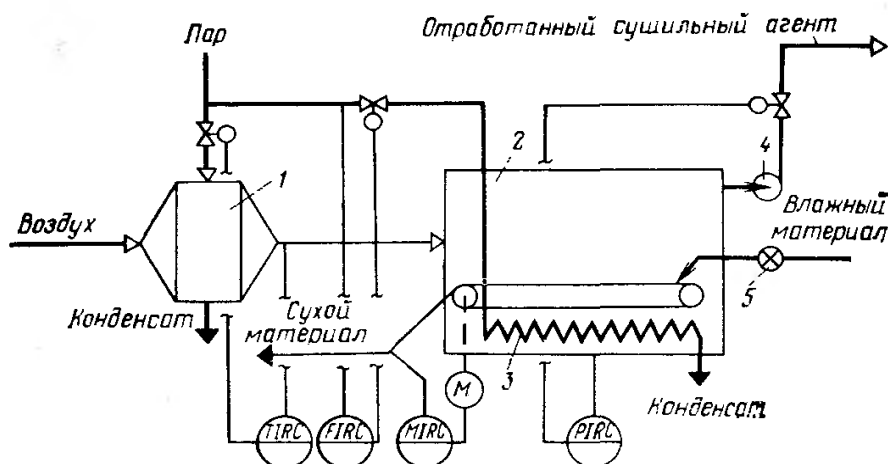 Пар
Отработанный сушильный агент
1
2
4
Воздух
Влажный
материал
5
Конденсат
Сухой
материал
3
М
Конденсат
TIRC
FIRC
MIRC
PIRC